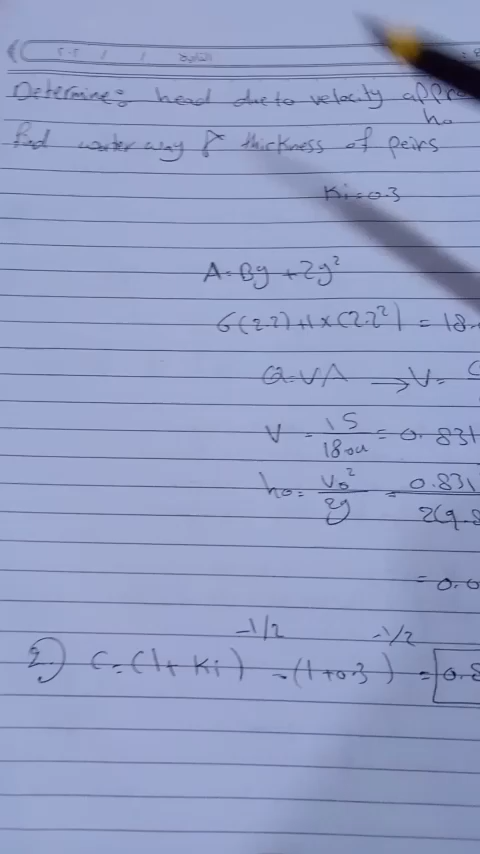 Determine: head due to velocity appro
ho
find water way & thickness of peirs
Ki=0.3
A=By+zy²
6(2.2)+1×(2.2²)=18.
Q=VA → V=
V = 15/18.04 = 0.831
ho = Vo²/2g = 0.831/2(9.8
= 0.0
2) C=(1+Ki)^-1/2 = (1+0.3)^-1/2 = 0.8